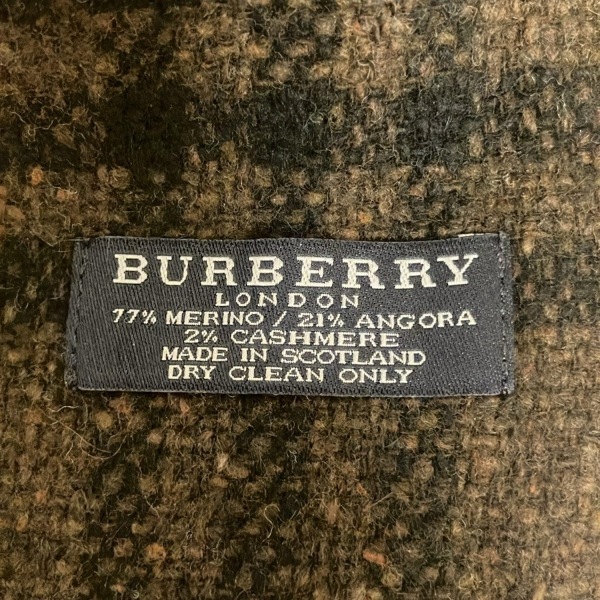 BURBERRY
LONDON
77% MERINO / 21% ANGORA
2% CASHMERE
MADE IN SCOTLAND
DRY CLEAN ONLY